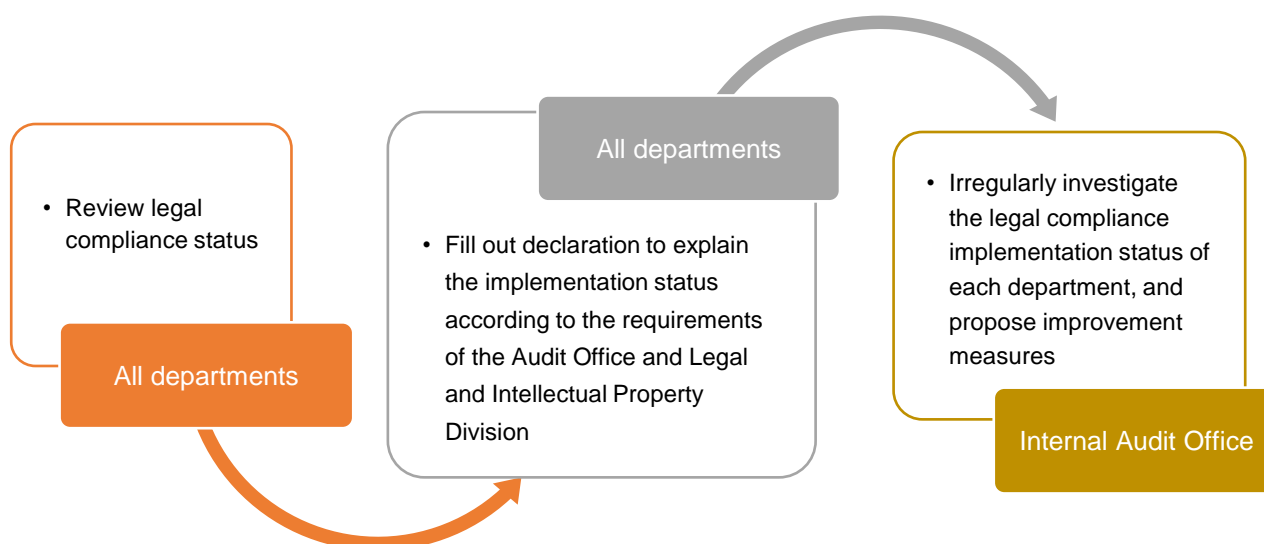 • Review legal
compliance status
All departments
All departments
• Fill out declaration to explain
the implementation status
according to the requirements
of the Audit Office and Legal
and Intellectual Property
Division
• Irregularly investigate
the legal compliance
implementation status of
each department, and
propose improvement
measures
Internal Audit Office